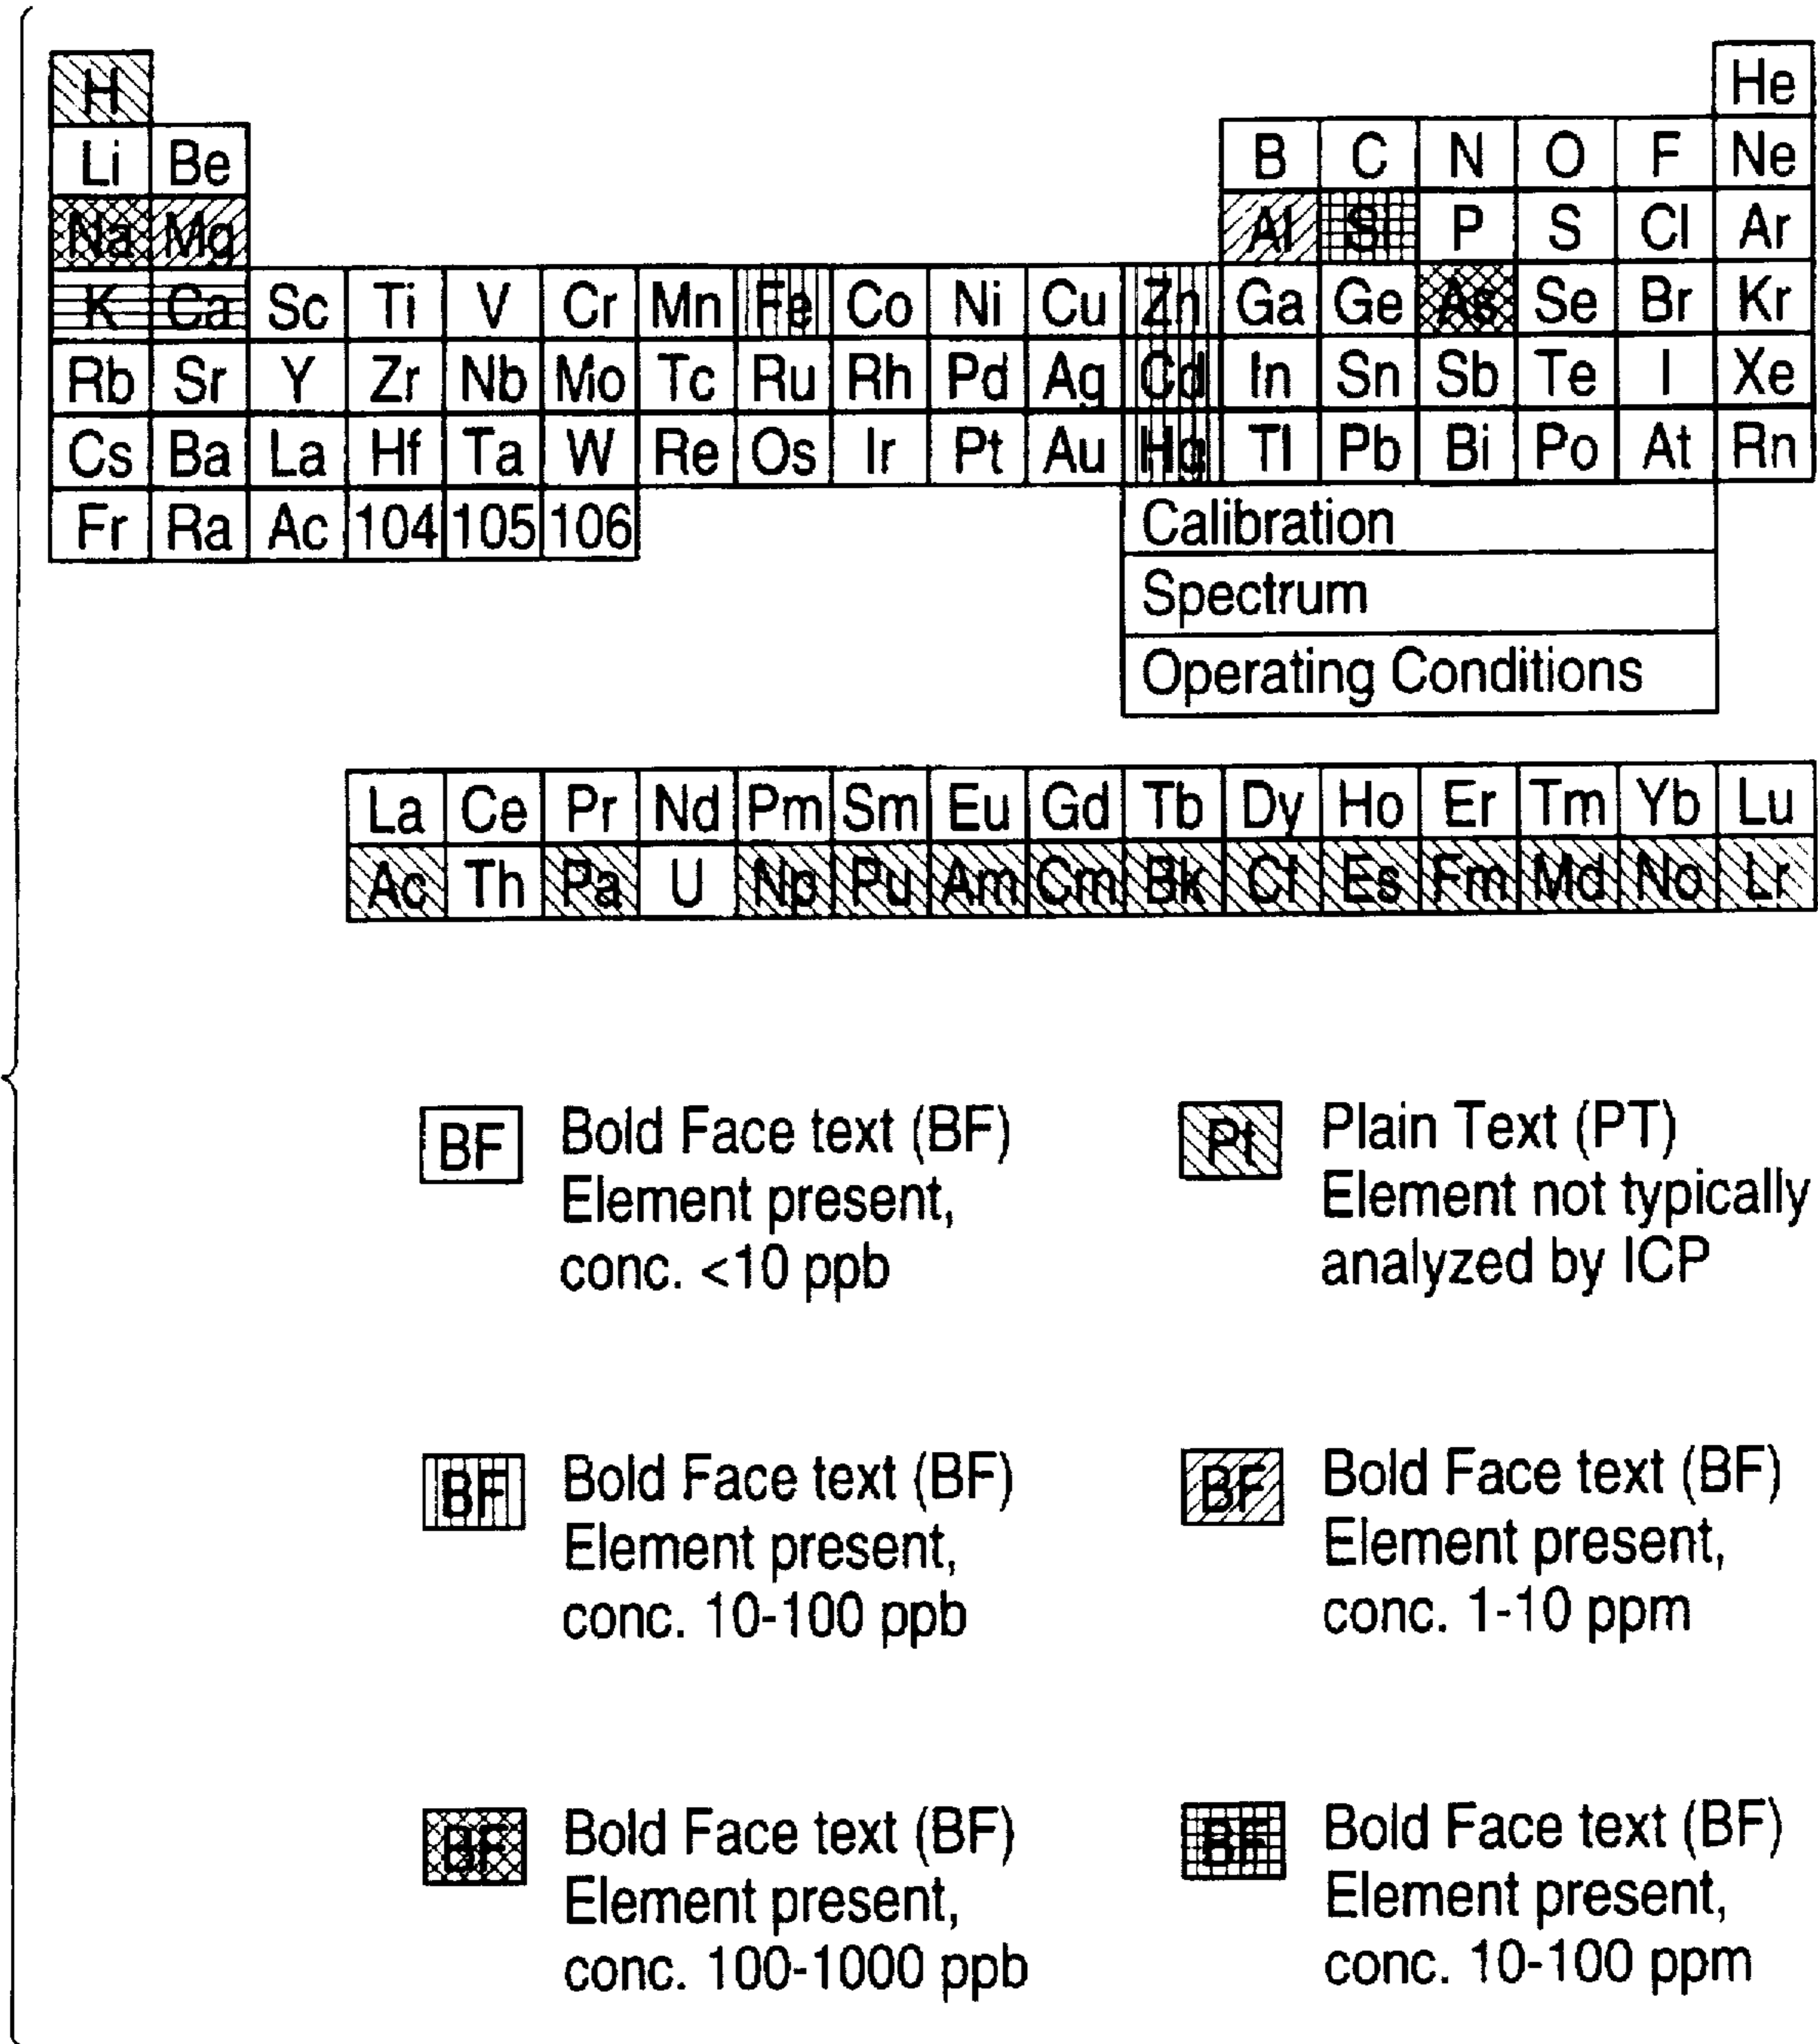 H He
Li Be B C N O F Ne
Na Mg Al Si P S Cl Ar
K Ca Sc Ti V Cr Mn Fe Co Ni Cu Zn Ga Ge As Se Br Kr
Rb Sr Y Zr Nb Mo Tc Ru Rh Pd Ag Cd In Sn Sb Te I Xe
Cs Ba La Hf Ta W Re Os Ir Pt Au Hg Tl Pb Bi Po At Rn
Fr Ra Ac 104 105 106
Calibration
Spectrum
Operating Conditions
La Ce Pr Nd Pm Sm Eu Gd Tb Dy Ho Er Tm Yb Lu
Ac Th Pa U Np Pu Am Cm Bk Cf Es Fm Md No Lr
BF Bold Face text (BF)
Element present,
conc. <10 ppb
Pt Plain Text (PT)
Element not typically
analyzed by ICP
BF Bold Face text (BF)
Element present,
conc. 10-100 ppb
BF Bold Face text (BF)
Element present,
conc. 1-10 ppm
BF Bold Face text (BF)
Element present,
conc. 100-1000 ppb
BF Bold Face text (BF)
Element present,
conc. 10-100 ppm